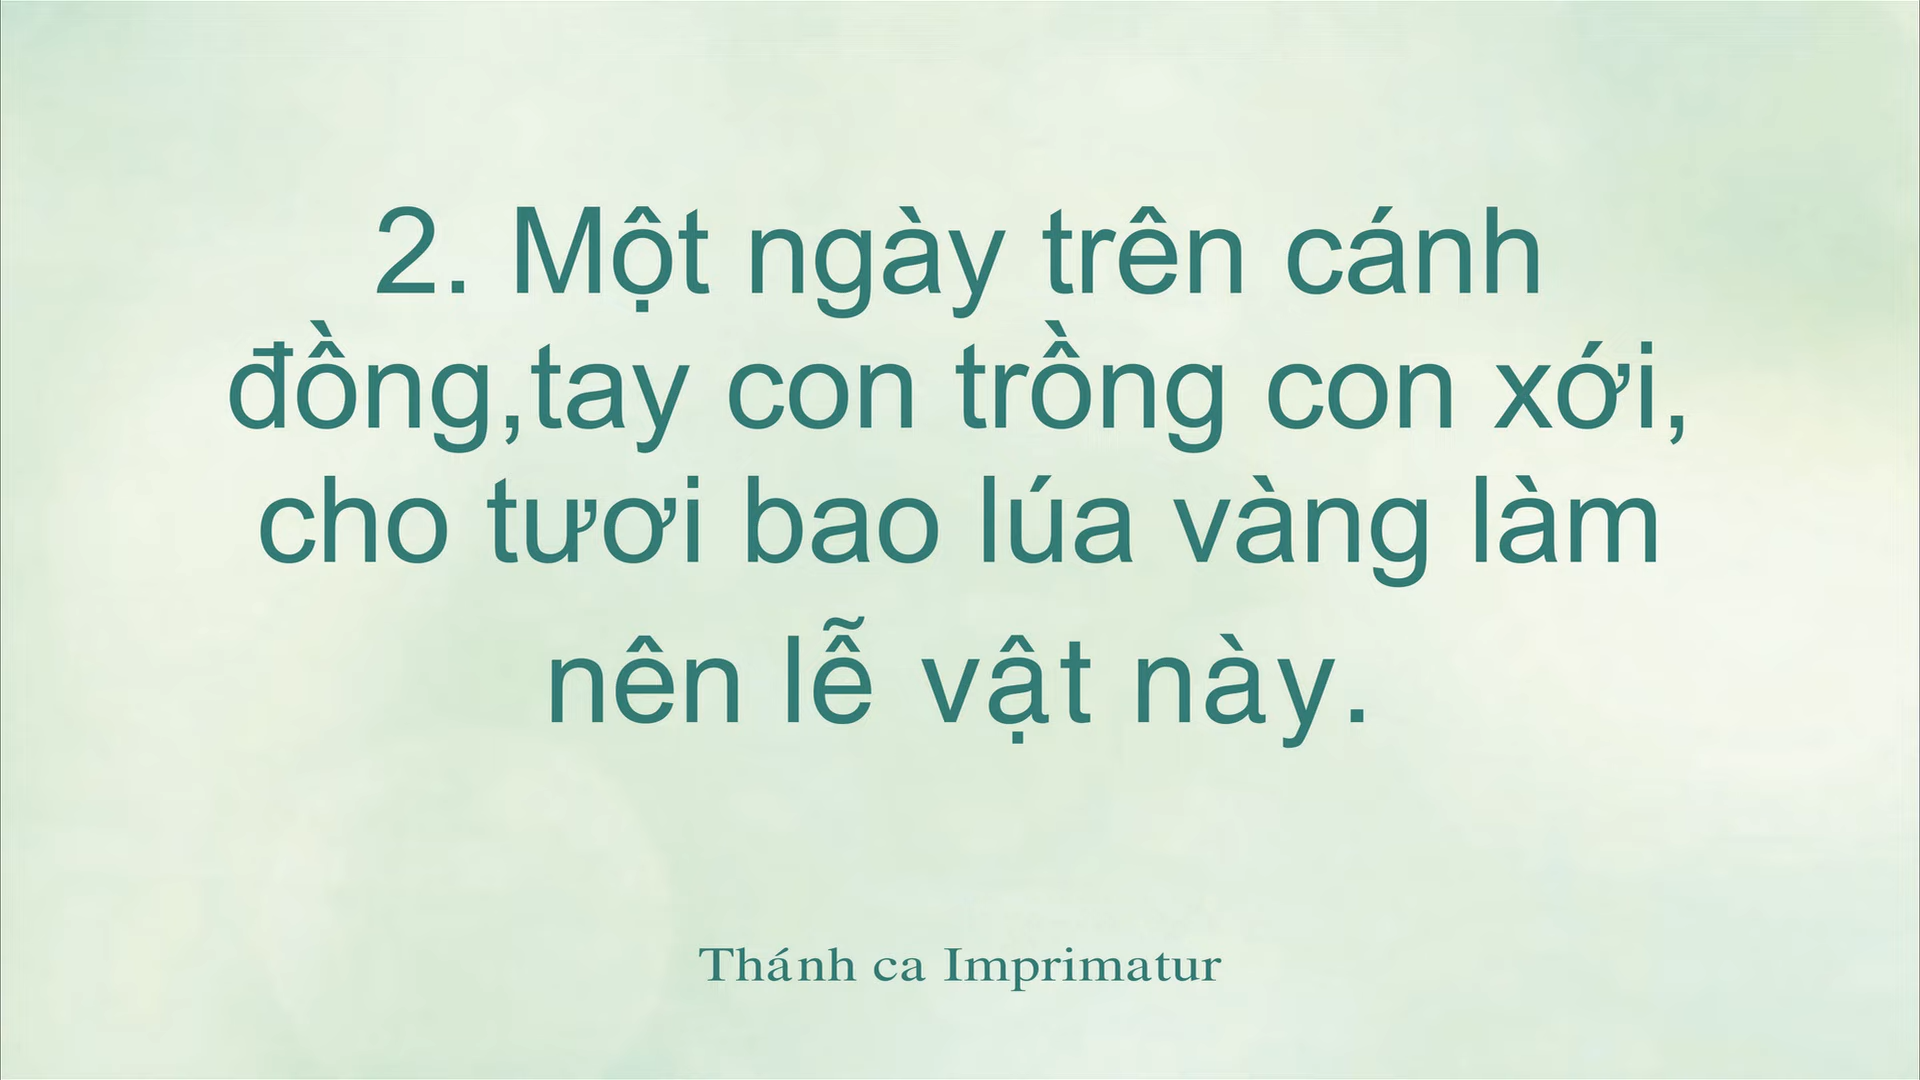 2. Một ngày trên cánh
đồng,tay con trồng con xới,
cho tươi bao lúa vàng làm
nên lễ vật này.
Thánh ca Imprimatur